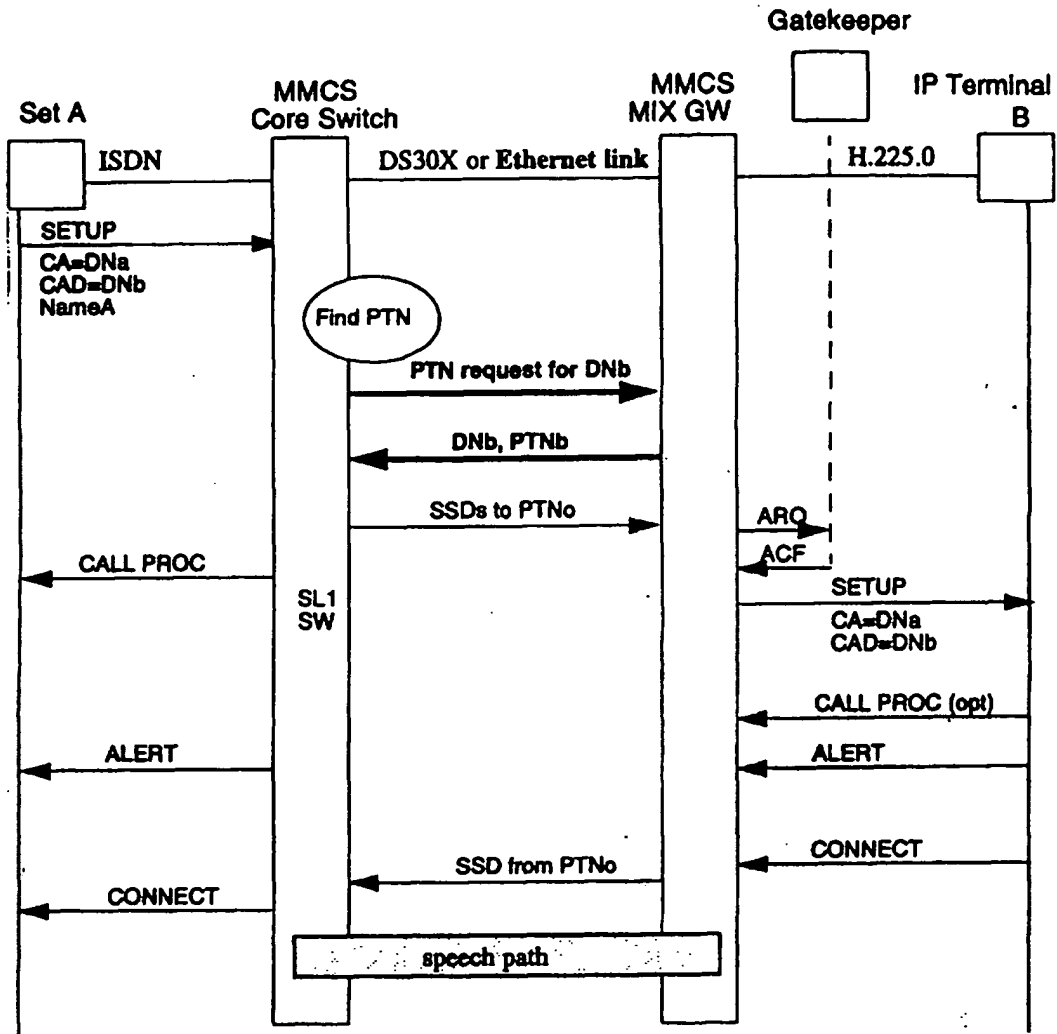 Gatekeeper
Set A
MMCS
Core Switch
MMCS
MIX GW
IP Terminal
B
ISDN
DS30X or Ethernet link
H.225.0
SETUP
CA=DNa
CAD=DNb
NameA
Find PTN
PTN request for DNb
DNb, PTNb
SSDs to PTNo
ARQ
ACF
CALL PROC
SL1
SW
SETUP
CA=DNa
CAD=DNb
CALL PROC (opt)
ALERT
ALERT
CONNECT
SSD from PTNo
CONNECT
speech path